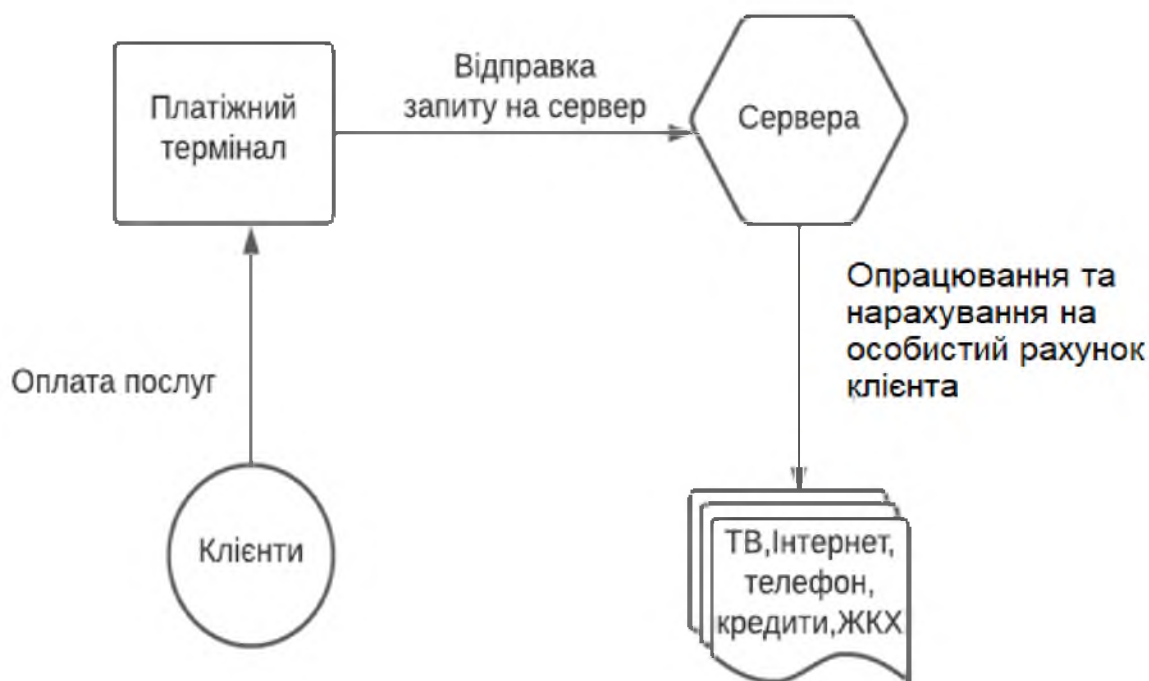 Платіжний
термінал
Відправка
запиту на сервер
Сервера
Опрацювання та
нарахування на
особистий рахунок
клієнта
Оплата послуг
Клієнти
ТВ,Інтернет,
телефон,
кредити,ЖКХ